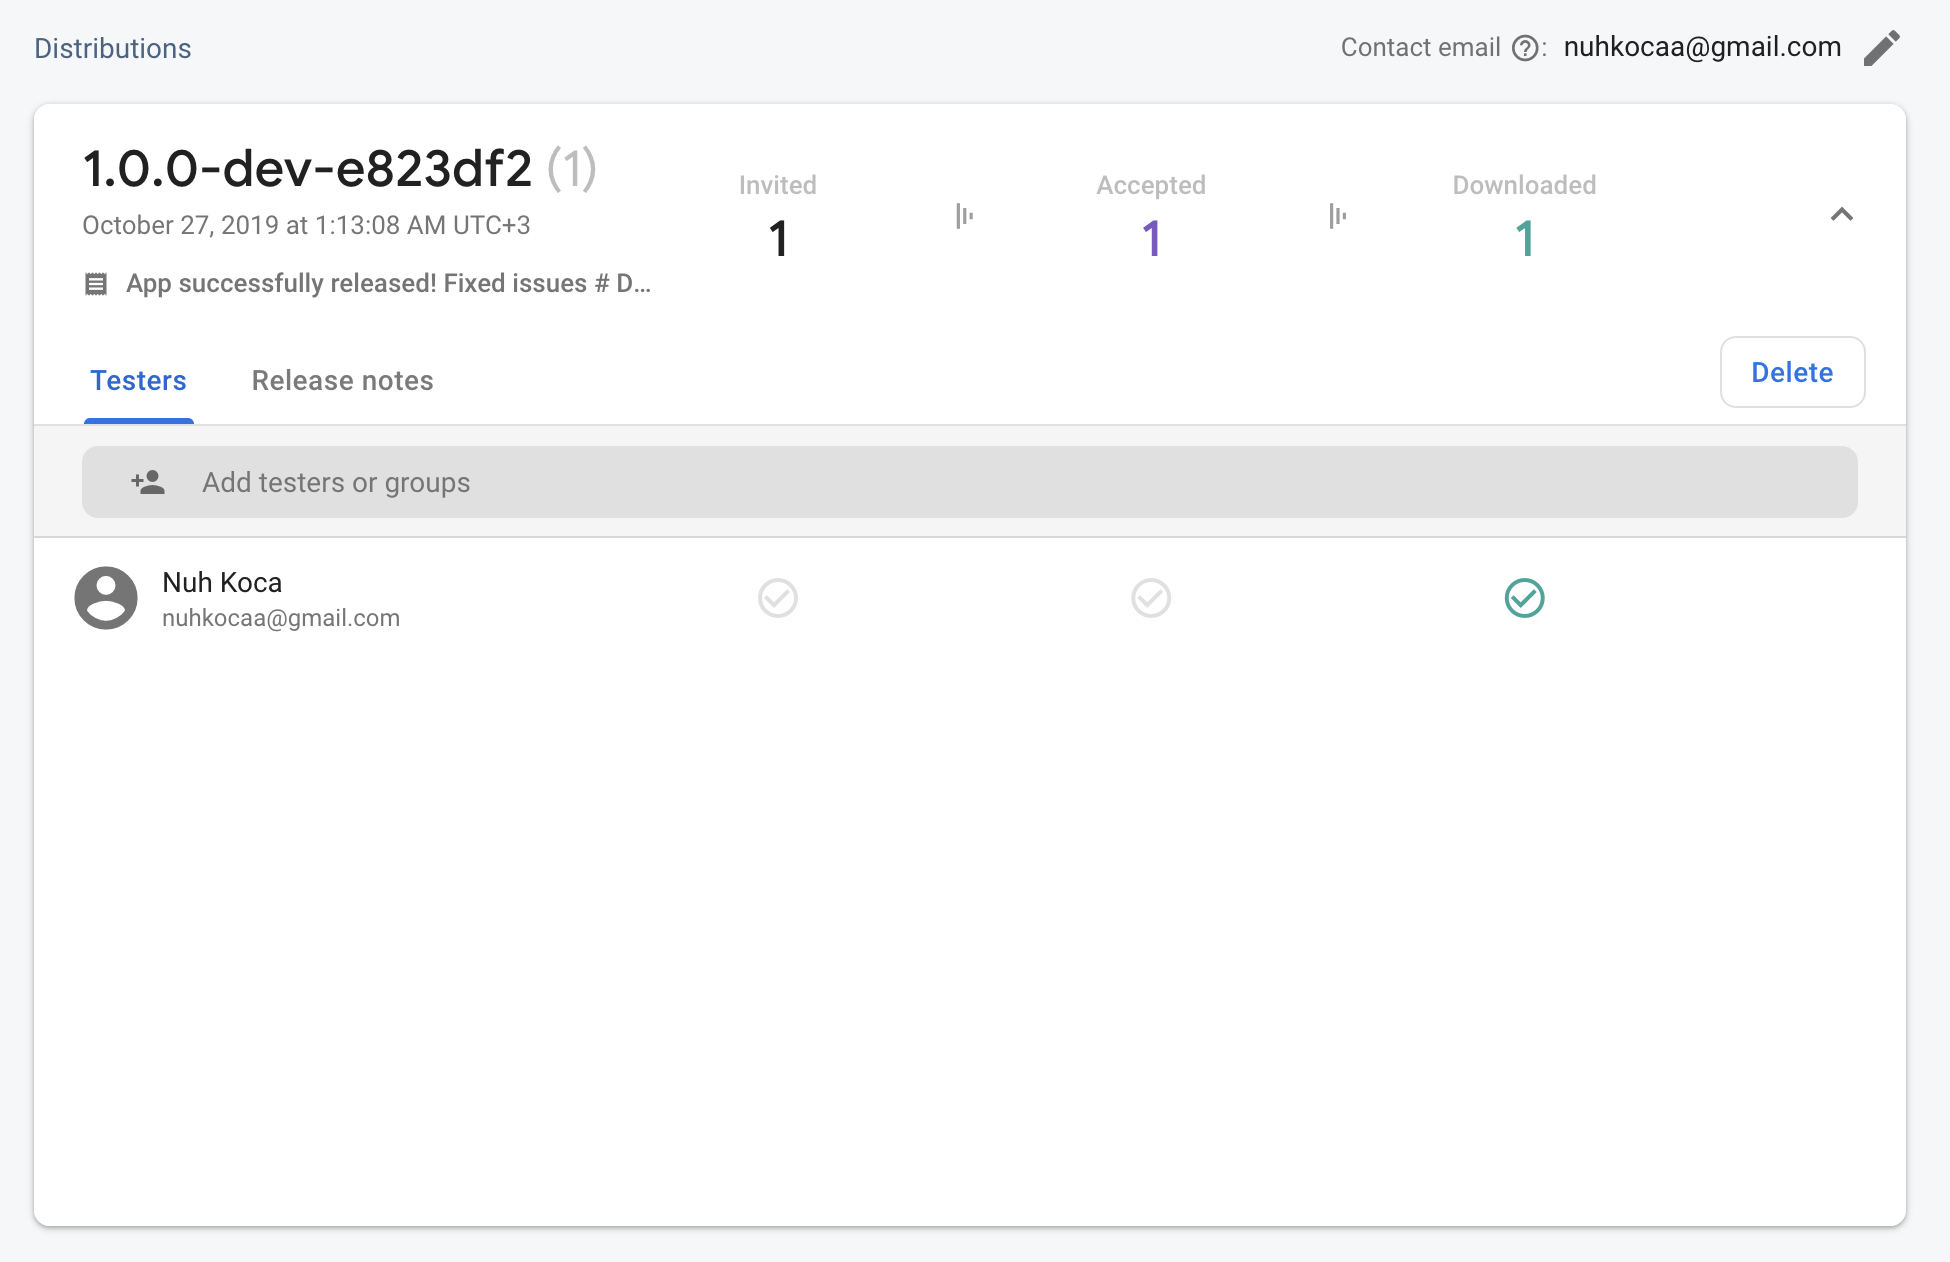 Distributions
Contact email ?: nuhkocaa@gmail.com
1.0.0-dev-e823df2 (1)
October 27, 2019 at 1:13:08 AM UTC+3
App successfully released! Fixed issues # D...
Invited
1
Accepted
1
Downloaded
1
Testers
Release notes
Delete
Add testers or groups
Nuh Koca
nuhkocaa@gmail.com